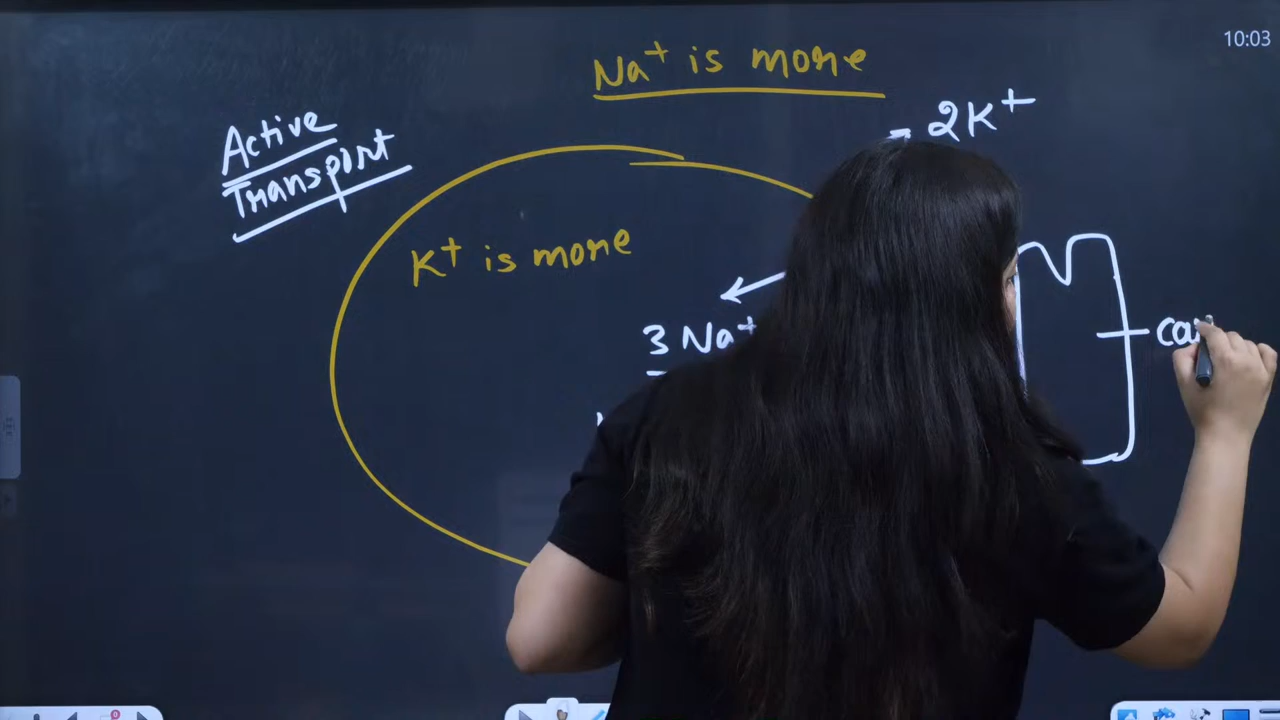 10:03
Na⁺ is more
2K⁺
Active
Transport
K⁺ is more
3 Na⁺